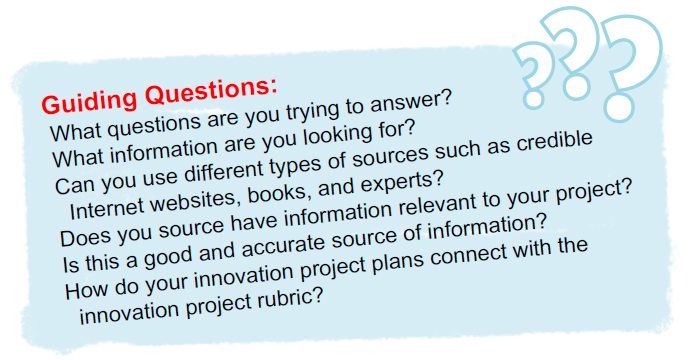 Guiding Questions:
What questions are you trying to answer?
What information are you looking for?
Can you use different types of sources such as credible
Internet websites, books, and experts?
Does you source have information relevant to your project?
Is this a good and accurate source of information?
How do your innovation project plans connect with the
innovation project rubric?
???